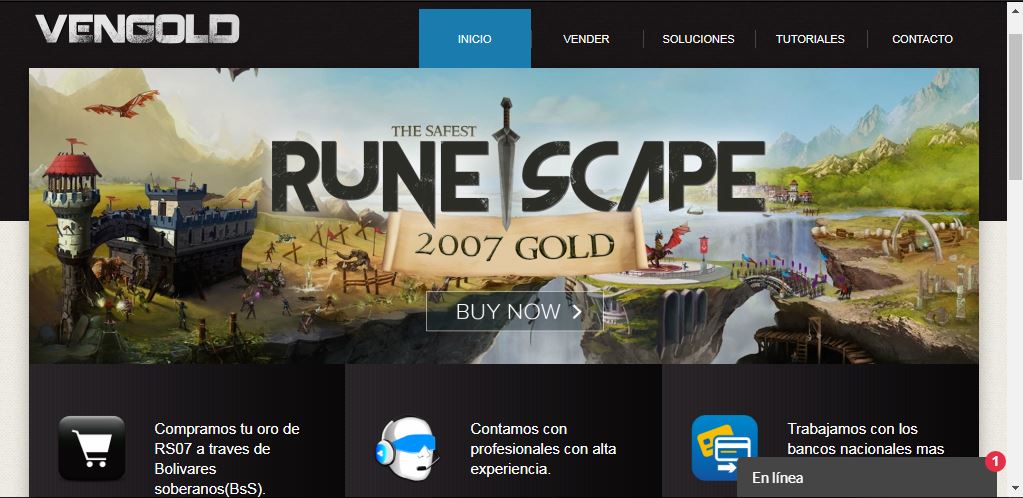 VENGOLD
INICIO
VENDER
SOLUCIONES
TUTORIALES
CONTACTO
THE SAFEST
RUNESCAPE
2007 GOLD
BUY NOW
Compramos tu oro de
RS07 a traves de
Bolivares
soberanos(BsS).
Contamos con
profesionales con alta
experiencia.
Trabajamos con los
bancos nacionales mas
En línea
1